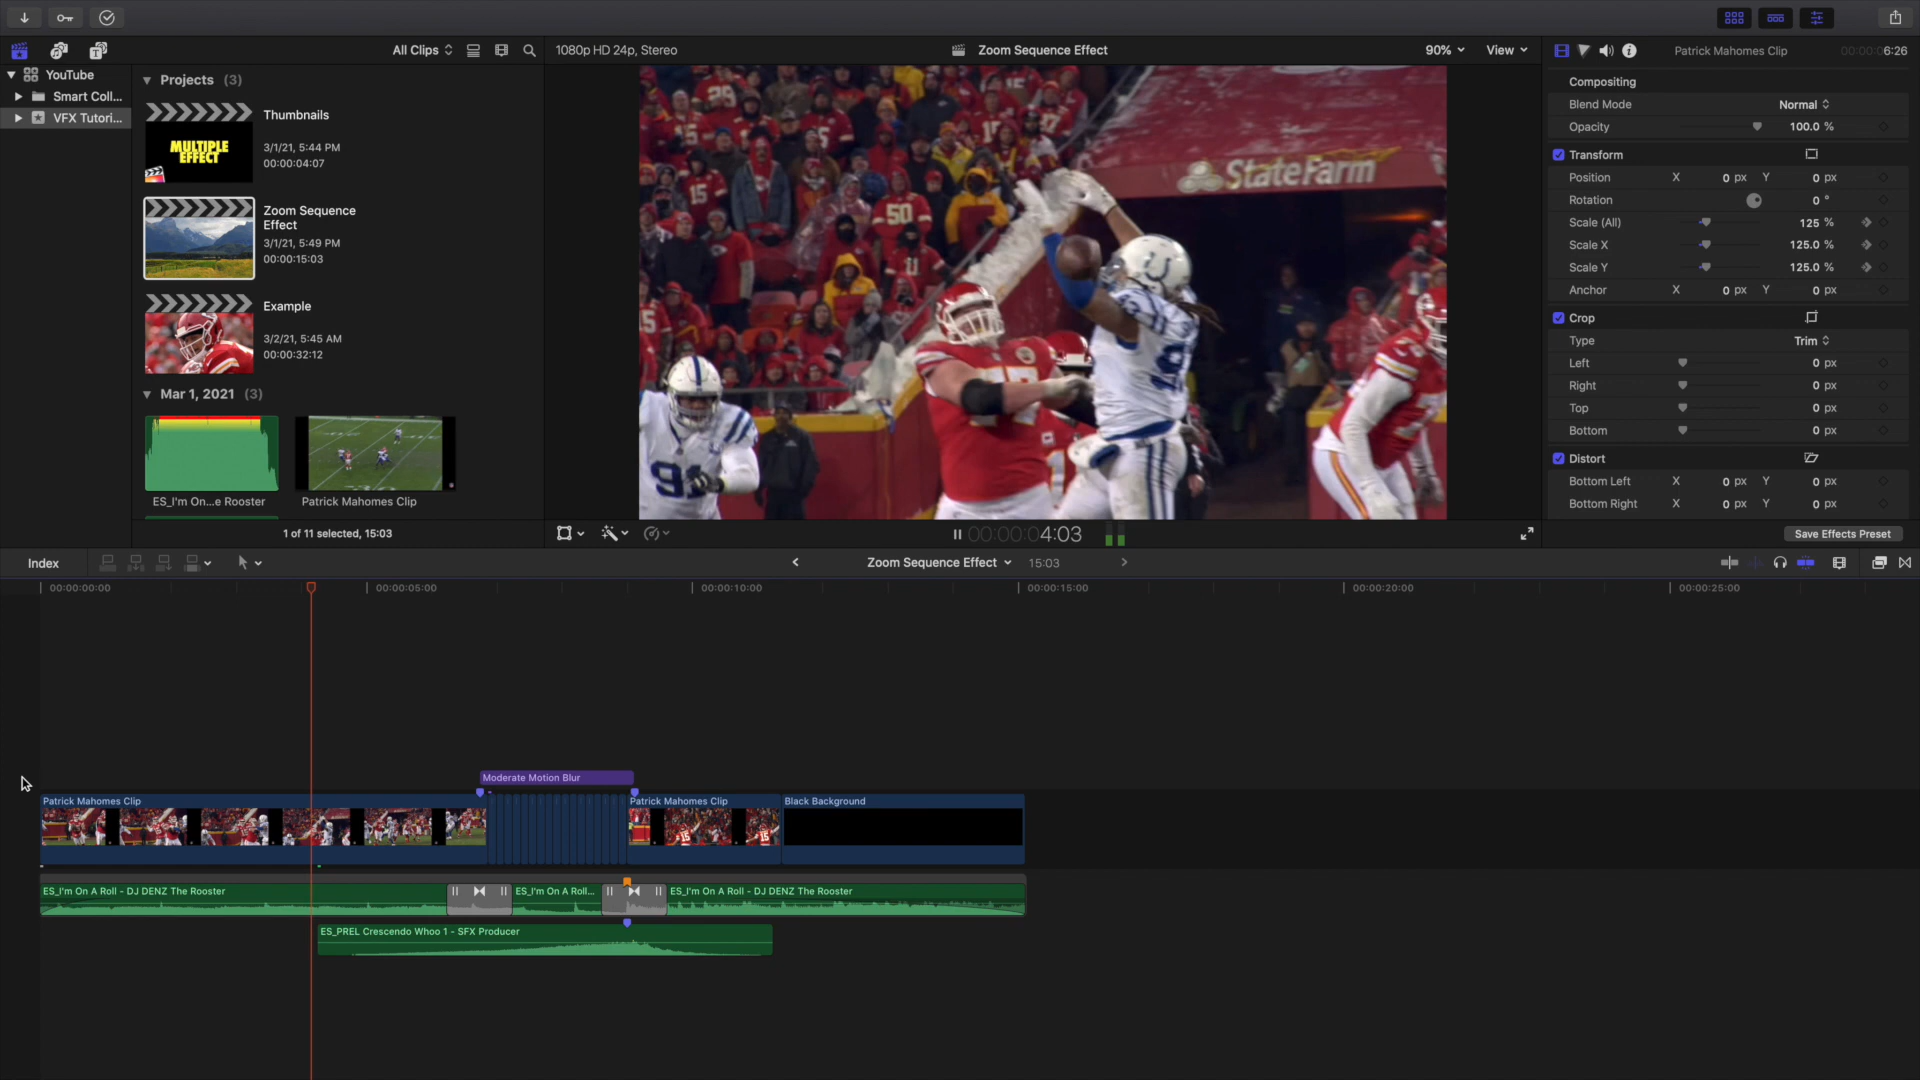 All Clips
1080p HD 24p, Stereo
Zoom Sequence Effect
90%
View
Patrick Mahomes Clip
00:00:06:26
YouTube
Smart Coll...
VFX Tutori...
Projects (3)
MULTIPLE
EFFECT
Thumbnails
3/1/21, 5:44 PM
00:00:04:07
Zoom Sequence
Effect
3/1/21, 5:49 PM
00:00:15:03
Example
3/2/21, 5:45 AM
00:00:32:12
Mar 1, 2021 (3)
ES_I'm On...e Rooster
Patrick Mahomes Clip
1 of 11 selected, 15:03
StateFarm
15
50
15
91
00:00:04:03
Compositing
Blend Mode Normal
Opacity 100.0 %
Transform
Position X 0 px Y 0 px
Rotation 0 °
Scale (All) 125 %
Scale X 125.0 %
Scale Y 125.0 %
Anchor X 0 px Y 0 px
Crop
Type Trim
Left 0 px
Right 0 px
Top 0 px
Bottom 0 px
Distort
Bottom Left X 0 px Y 0 px
Bottom Right X 0 px Y 0 px
Save Effects Preset
Index
Zoom Sequence Effect 15:03
00:00:00:00 00:00:05:00 00:00:10:00 00:00:15:00 00:00:20:00 00:00:25:00
Moderate Motion Blur
Patrick Mahomes Clip
Patrick Mahomes Clip
Black Background
ES_I'm On A Roll - DJ DENZ The Rooster
ES_I'm On A Roll...
ES_I'm On A Roll - DJ DENZ The Rooster
ES_PREL Crescendo Whoo 1 - SFX Producer